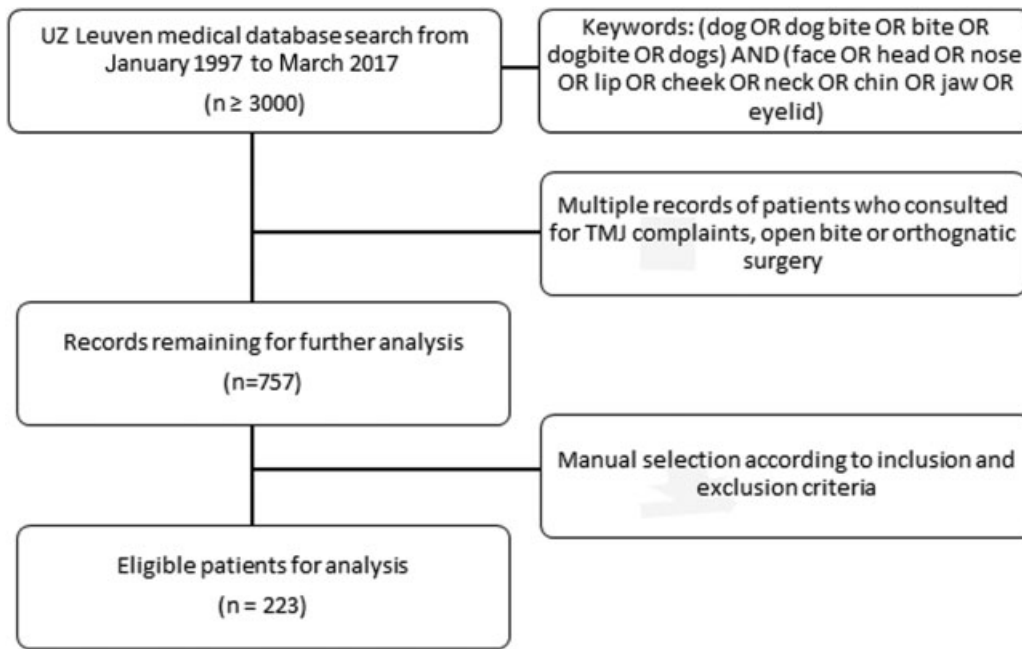 UZ Leuven medical database search from
January 1997 to March 2017
(n ≥ 3000)
Keywords: (dog OR dog bite OR bite OR
dogbite OR dogs) AND (face OR head OR nose
OR lip OR cheek OR neck OR chin OR jaw OR
eyelid)
Multiple records of patients who consulted
for TMJ complaints, open bite or orthognatic
surgery
Records remaining for further analysis
(n=757)
Manual selection according to inclusion and
exclusion criteria
Eligible patients for analysis
(n = 223)